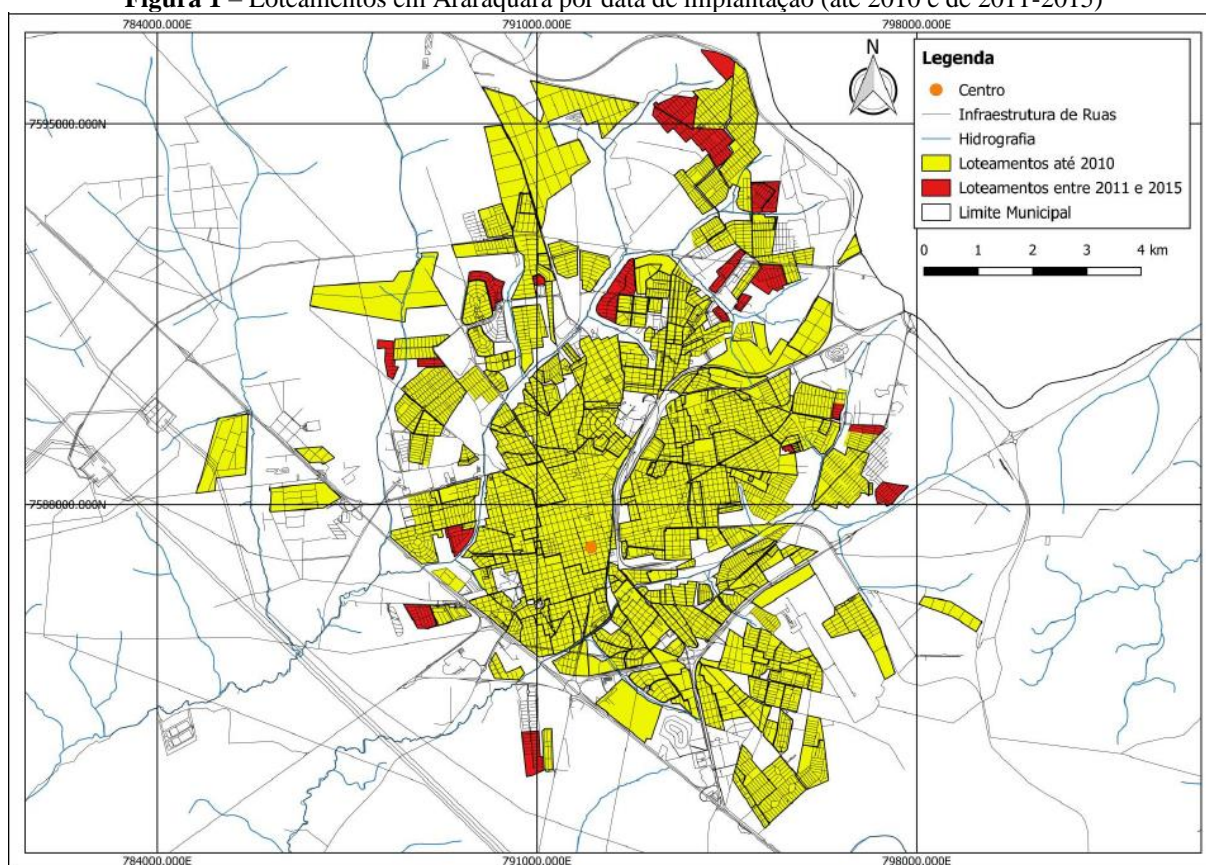 Figura 1 – Loteamentos em Araraquara por data de implantação (até 2010 e de 2011-2015)
784000.000E 791000.000E 798000.000E
N
Legenda
Centro
Infraestrutura de Ruas
Hidrografia
Loteamentos até 2010
Loteamentos entre 2011 e 2015
Limite Municipal
0 1 2 3 4 km
7595000.000N
7588000.000N
784000.000E 791000.000E 798000.000E